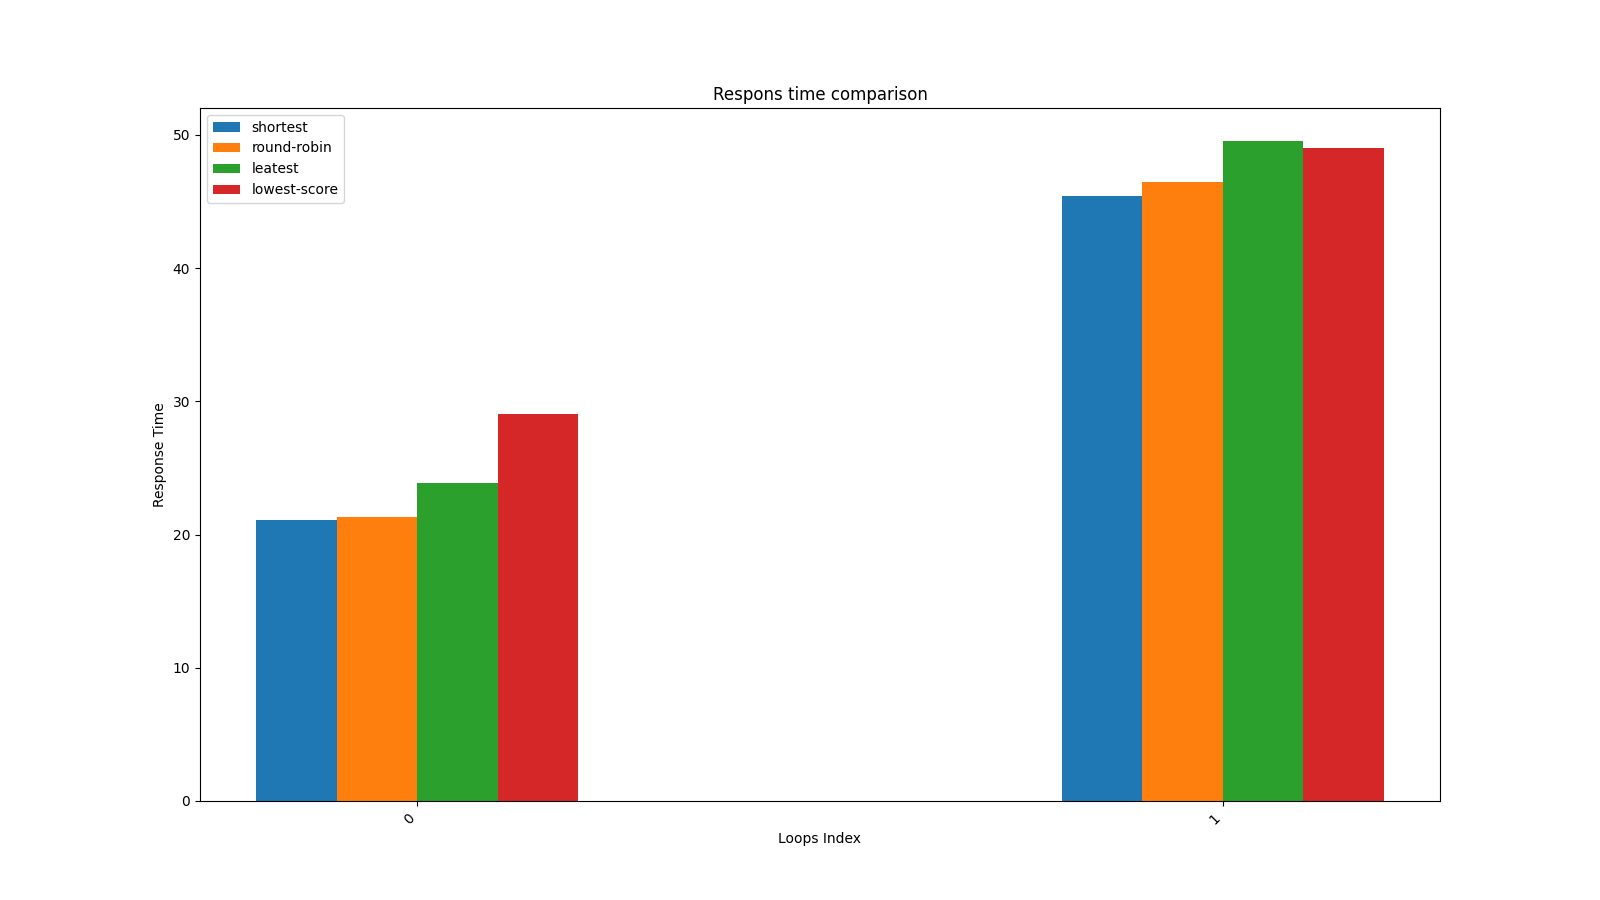 Respons time comparison
shortest
round-robin
leatest
lowest-score
50
40
30
20
10
0
Response Time
0
1
Loops Index